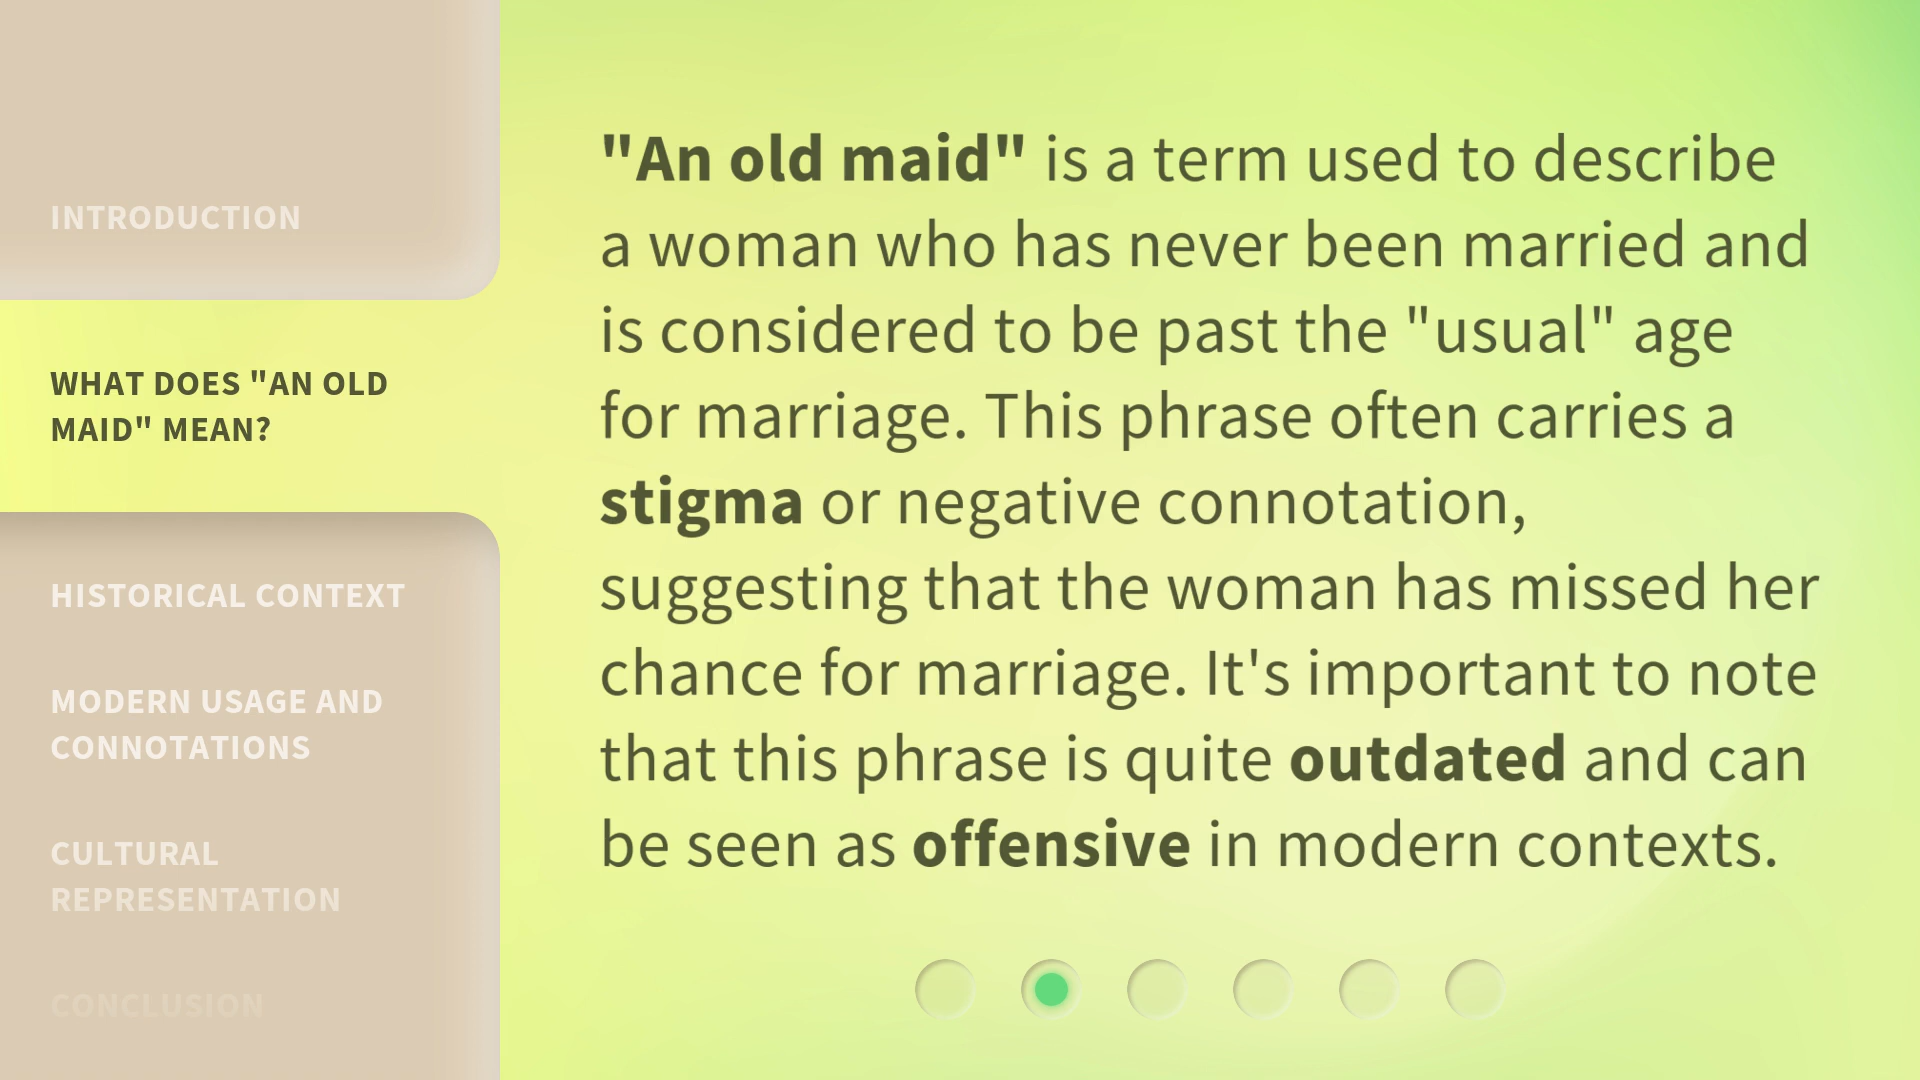 INTRODUCTION
WHAT DOES "AN OLD
MAID" MEAN?
HISTORICAL CONTEXT
MODERN USAGE AND
CONNOTATIONS
CULTURAL
REPRESENTATION
CONCLUSION
"An old maid" is a term used to describe
a woman who has never been married and
is considered to be past the "usual" age
for marriage. This phrase often carries a
stigma or negative connotation,
suggesting that the woman has missed her
chance for marriage. It's important to note
that this phrase is quite outdated and can
be seen as offensive in modern contexts.